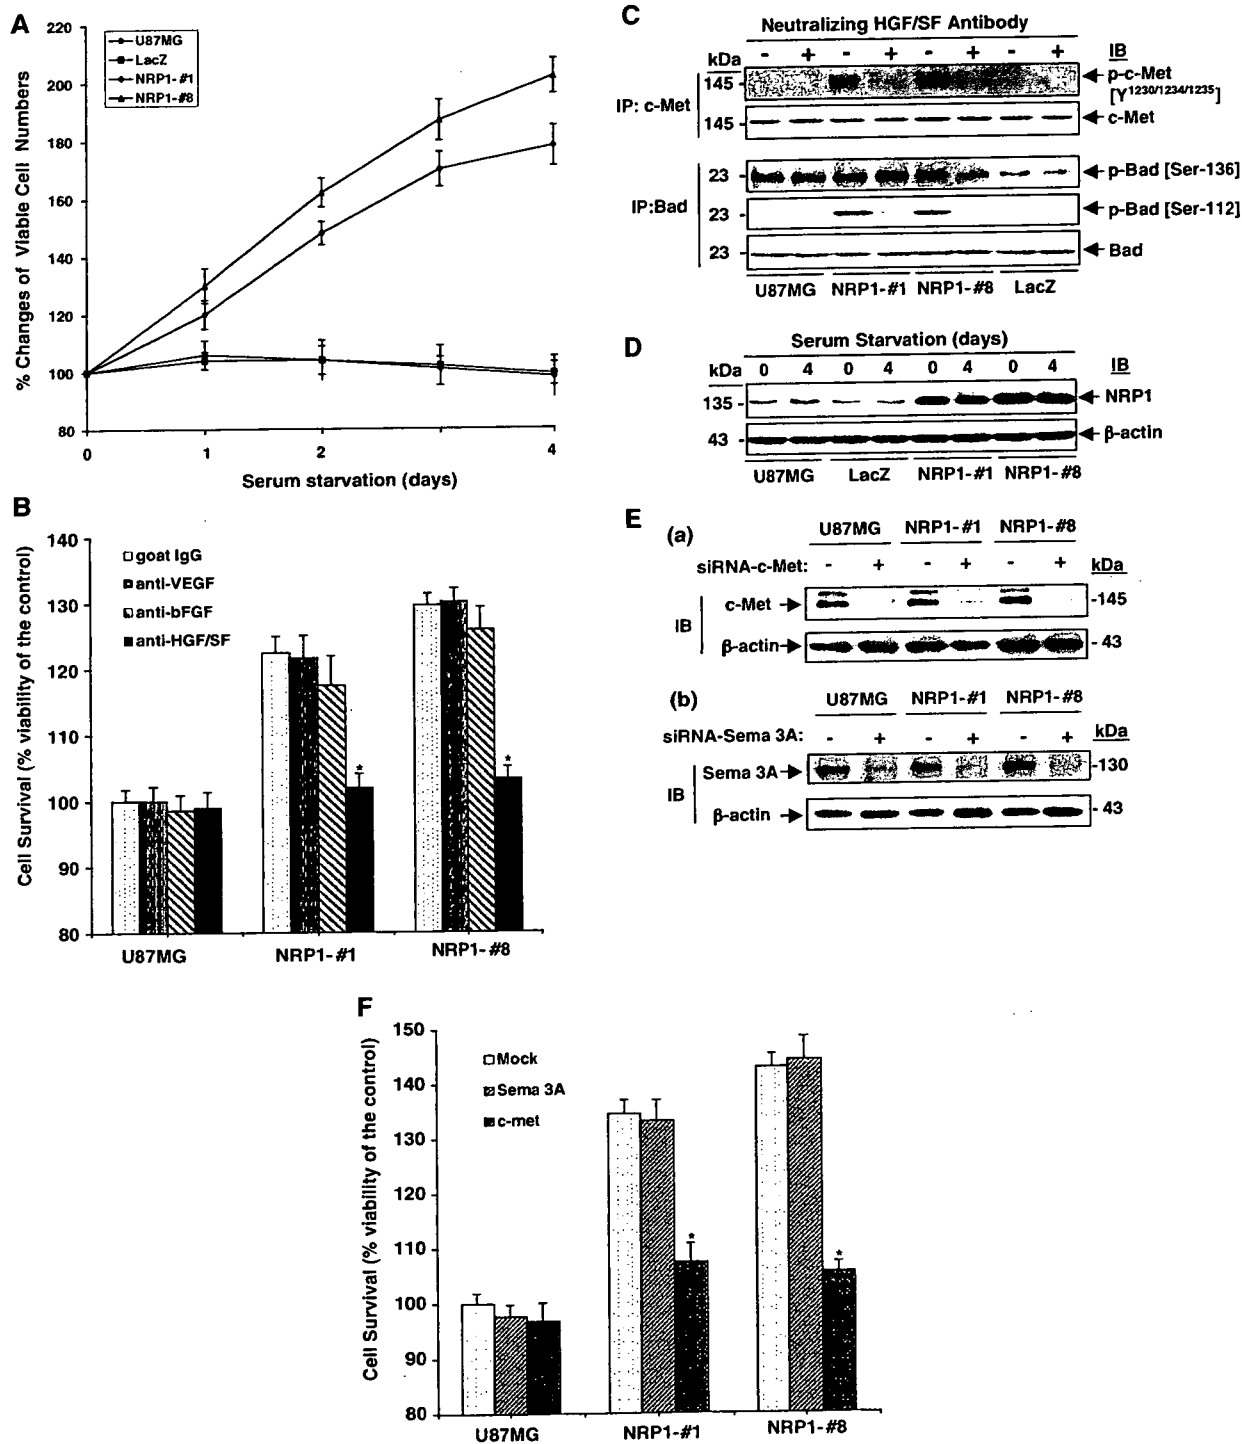 A
220
200
180
160
140
120
100
80
% Changes of Viable Cell Numbers
U87MG
LacZ
NRP1-#1
NRP1-#8
0 1 2 3 4
Serum starvation (days)
B
140
130
120
110
100
90
80
Cell Survival (% viability of the control)
goat IgG
anti-VEGF
anti-bFGF
anti-HGF/SF
* *
U87MG NRP1-#1 NRP1-#8
C
Neutralizing HGF/SF Antibody
kDa - + - + - + - + IB
IP: c-Met
145 p-c-Met
[Y1230/1234/1235]
145 c-Met
IP:Bad
23 p-Bad [Ser-136]
23 p-Bad [Ser-112]
23 Bad
U87MG NRP1-#1 NRP1-#8 LacZ
D
Serum Starvation (days)
kDa 0 4 0 4 0 4 0 4 IB
135 NRP1
43 β-actin
U87MG LacZ NRP1-#1 NRP1-#8
E
(a)
U87MG NRP1-#1 NRP1-#8
siRNA-c-Met: - + - + - + kDa
IB
c-Met -145
β-actin - 43
(b)
U87MG NRP1-#1 NRP1-#8
siRNA-Sema 3A: - + - + - + kDa
IB
Sema 3A -130
β-actin - 43
F
150
140
130
120
110
100
90
80
Cell Survival (% viability of the control)
Mock
Sema 3A
c-met
* *
U87MG NRP1-#1 NRP1-#8